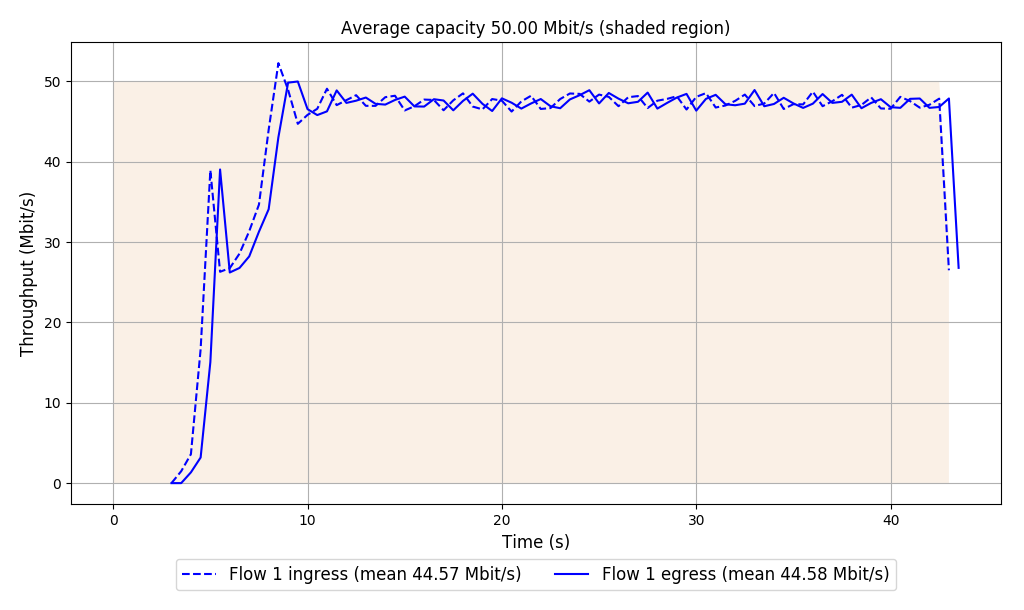 Average capacity 50.00 Mbit/s (shaded region)
Throughput (Mbit/s)
50
40
30
20
10
0
0 10 20 30 40
Time (s)
Flow 1 ingress (mean 44.57 Mbit/s) Flow 1 egress (mean 44.58 Mbit/s)